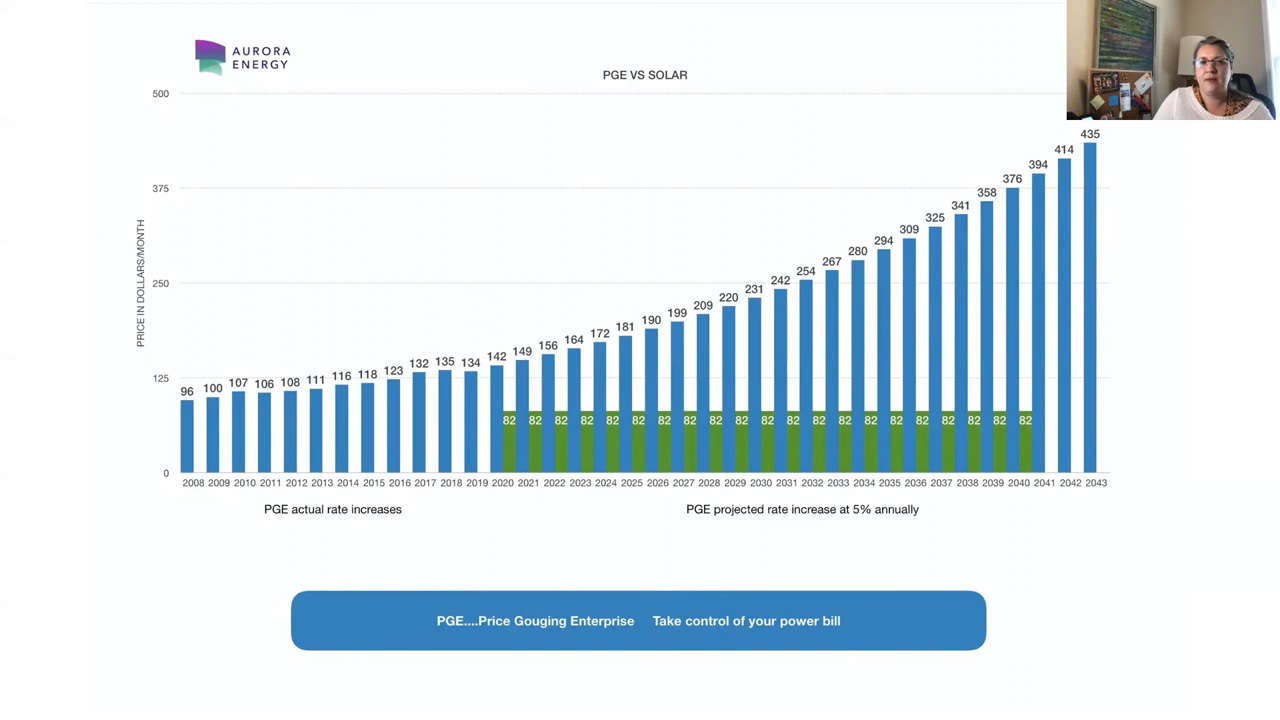 AURORA
ENERGY
PGE VS SOLAR
PRICE IN DOLLARS/MONTH
500
375
250
125
0
96 100 107 106 108 111 116 118 123 132 135 134 142 149 156 164 172 181 190 199 209 220 231 242 254 267 280 294 309 325 341 358 376 394 414 435
82 82 82 82 82 82 82 82 82 82 82 82 82 82 82 82 82 82 82 82 82
2008 2009 2010 2011 2012 2013 2014 2015 2016 2017 2018 2019 2020 2021 2022 2023 2024 2025 2026 2027 2028 2029 2030 2031 2032 2033 2034 2035 2036 2037 2038 2039 2040 2041 2042 2043
PGE actual rate increases PGE projected rate increase at 5% annually
PGE....Price Gouging Enterprise Take control of your power bill